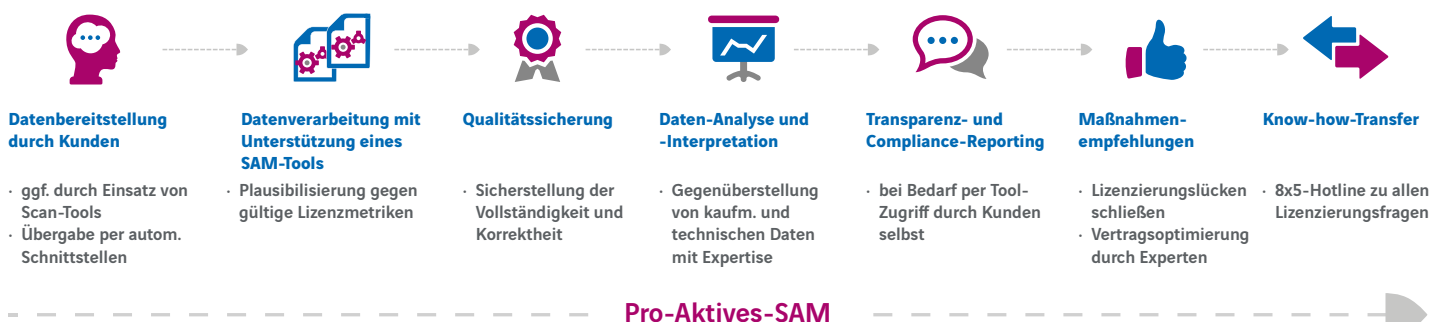 Datenbereitstellung
durch Kunden
· ggf. durch Einsatz von
Scan-Tools
· Übergabe per autom.
Schnittstellen
Datenverarbeitung mit
Unterstützung eines
SAM-Tools
· Plausibilisierung gegen
gültige Lizenzmetriken
Qualitätssicherung
· Sicherstellung der
Vollständigkeit und
Korrektheit
Daten-Analyse und
-Interpretation
· Gegenüberstellung
von kaufm. und
technischen Daten
mit Expertise
Transparenz- und
Compliance-Reporting
· bei Bedarf per Tool-
Zugriff durch Kunden
selbst
Maßnahmen-
empfehlungen
· Lizenzierungslücken
schließen
· Vertragsoptimierung
durch Experten
Know-how-Transfer
· 8x5-Hotline zu allen
Lizenzierungsfragen
Pro-Aktives-SAM